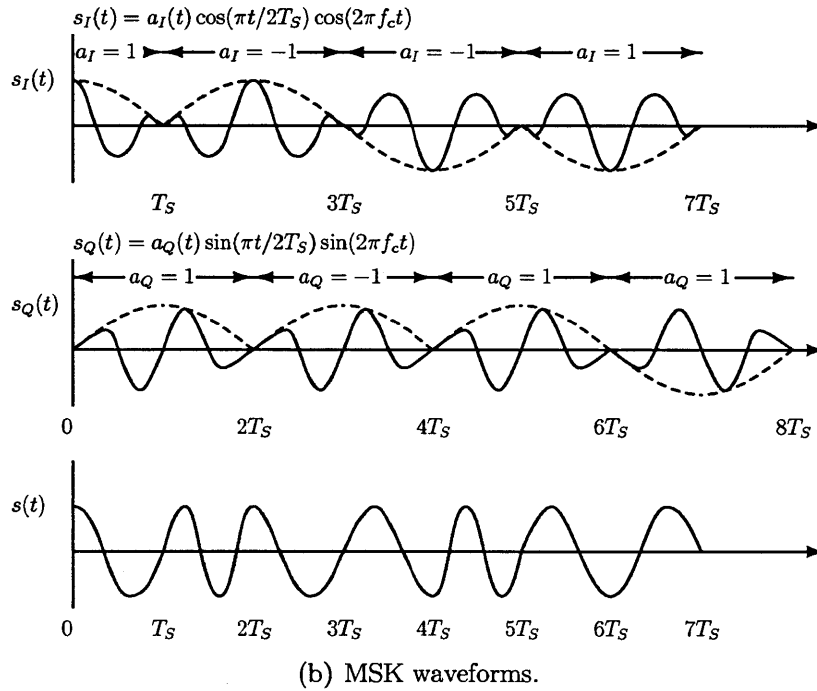 s_I(t) = a_I(t) cos(πt/2T_S) cos(2πf_c t)
a_I = 1 a_I = −1 a_I = −1 a_I = 1
s_I(t)
T_S 3T_S 5T_S 7T_S
s_Q(t) = a_Q(t) sin(πt/2T_S) sin(2πf_c t)
a_Q = 1 a_Q = −1 a_Q = 1 a_Q = 1
s_Q(t)
0 2T_S 4T_S 6T_S 8T_S
s(t)
0 T_S 2T_S 3T_S 4T_S 5T_S 6T_S 7T_S
(b) MSK waveforms.